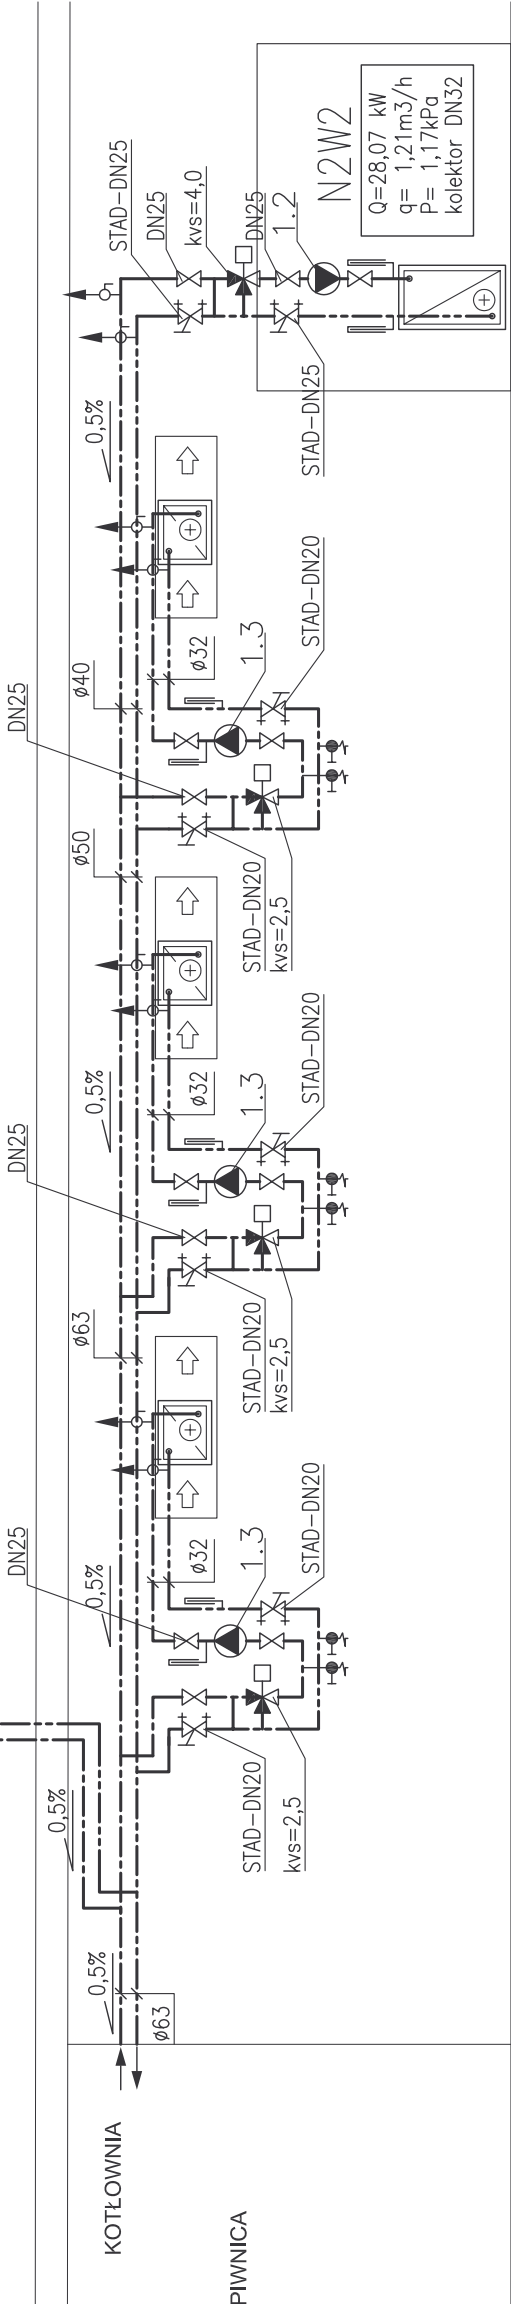 KOTŁOWNIA
PIWNICA
0,5%
ø63
0,5%
0,5%
DN25
STAD-DN20
kvs=2,5
ø32
1.3
STAD-DN20
ø63
DN25
STAD-DN20
kvs=2,5
0,5%
ø32
1.3
STAD-DN20
ø50
DN25
STAD-DN20
kvs=2,5
ø40
ø32
1.3
STAD-DN20
0,5%
STAD-DN25
DN25
kvs=4,0
DN25
1.2
STAD-DN25
N2W2
Q=28,07 kW
q= 1,21m3/h
P= 1,17kPa
kolektor DN32